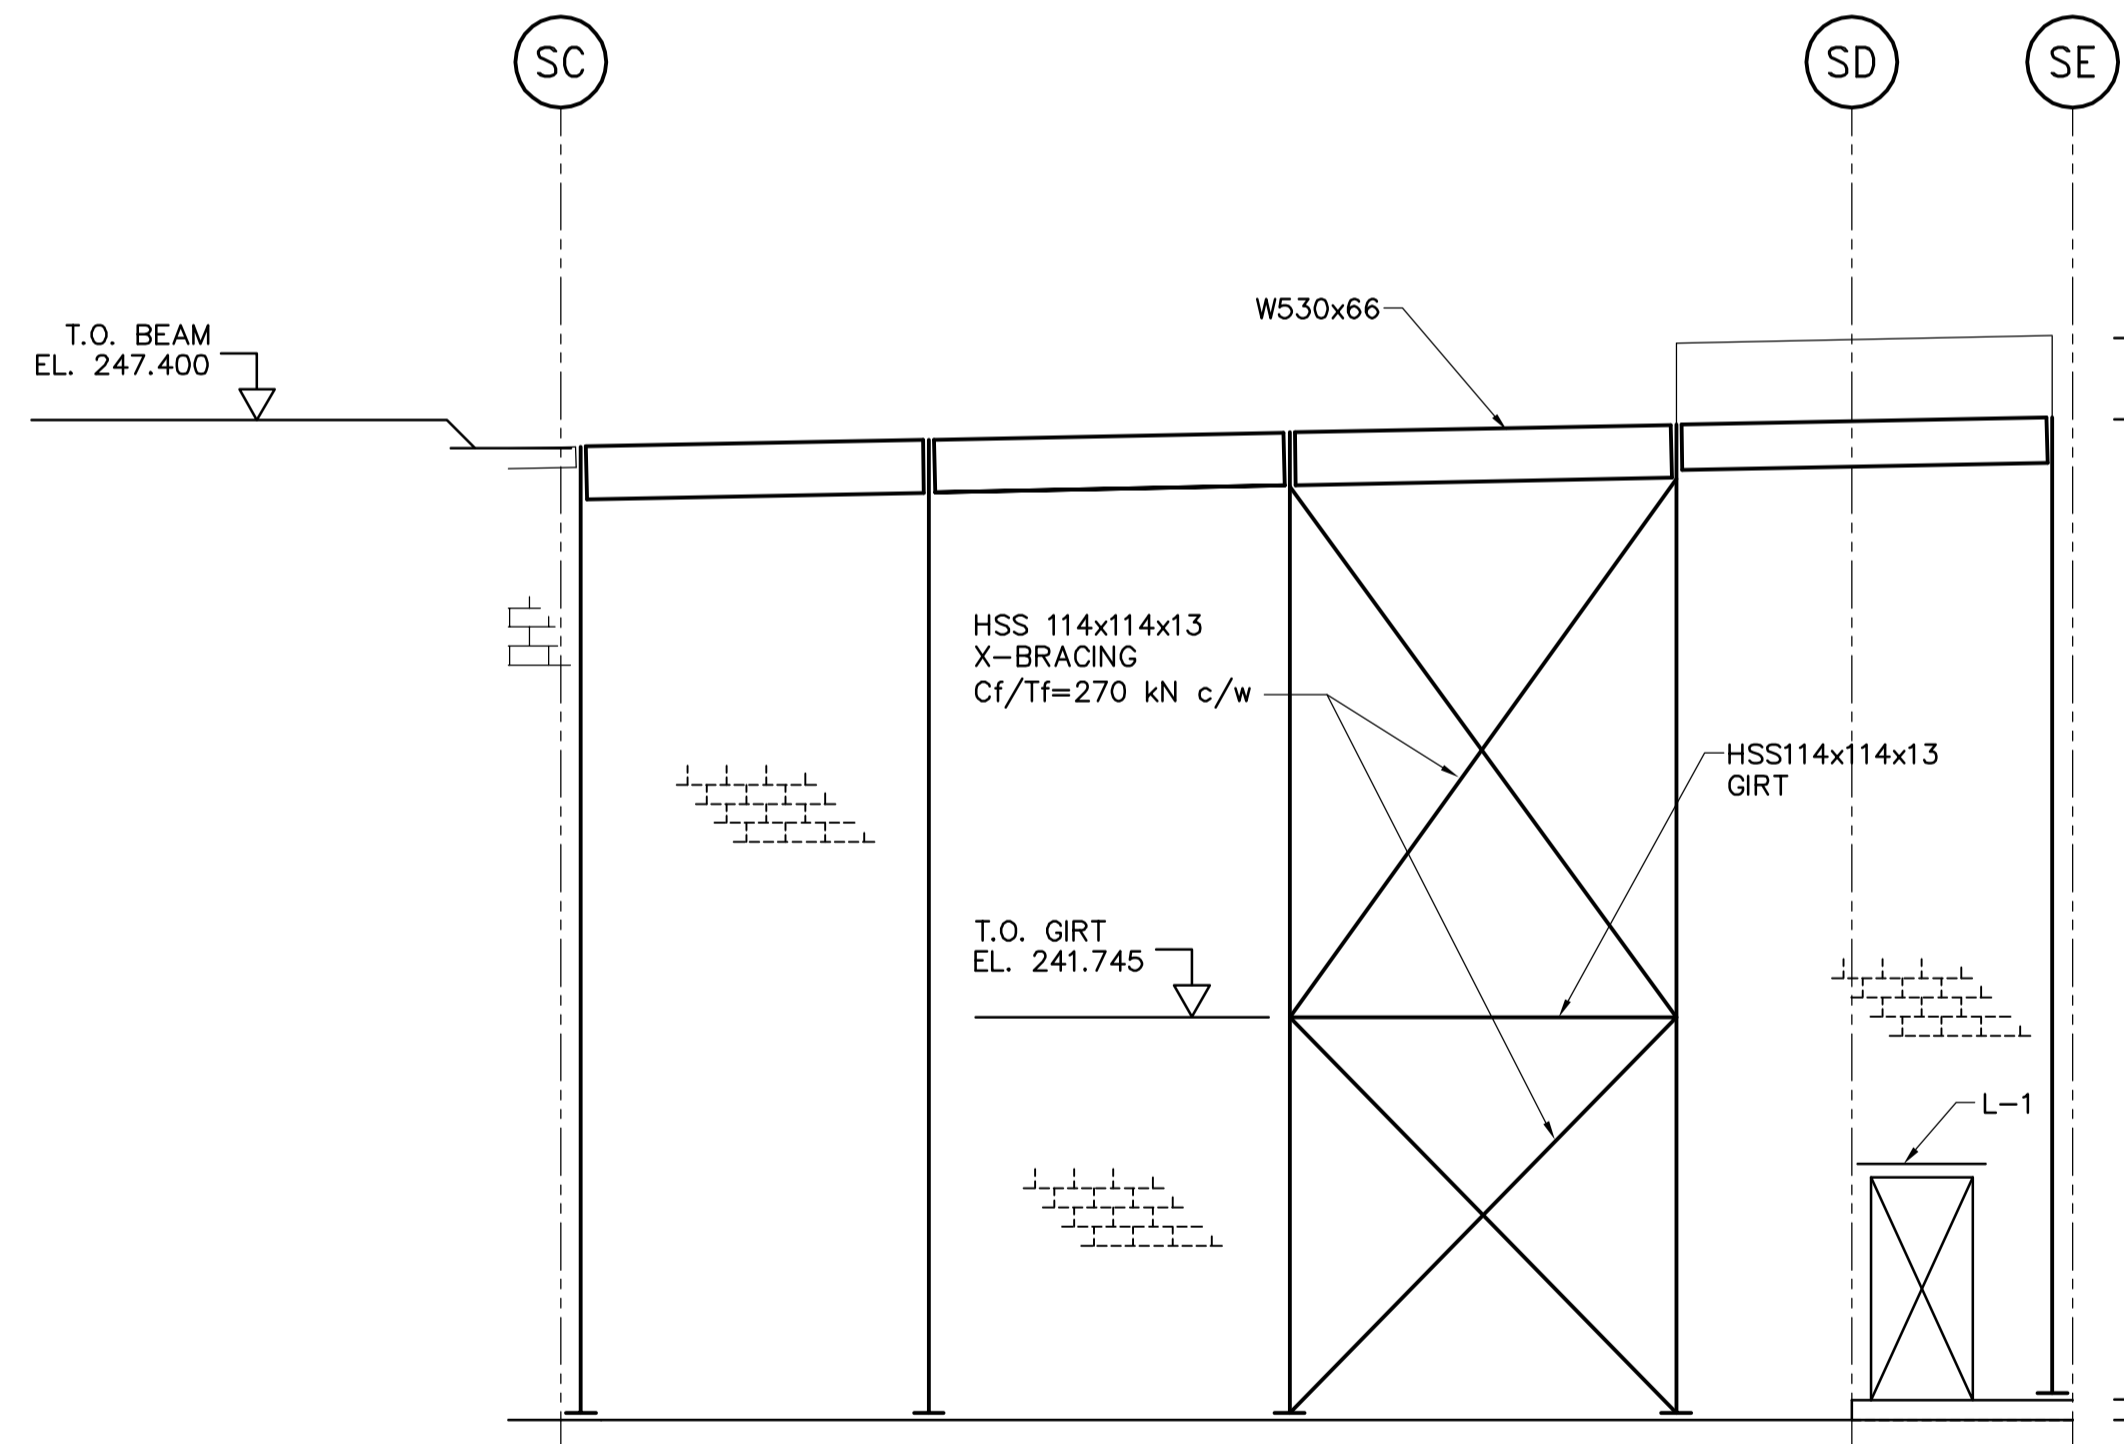 SC
SD
SE
W530x66
T.O. BEAM
EL. 247.400
HSS 114x114x13
X-BRACING
Cf/Tf=270 kN c/w
HSS114x114x13
GIRT
T.O. GIRT
EL. 241.745
L-1